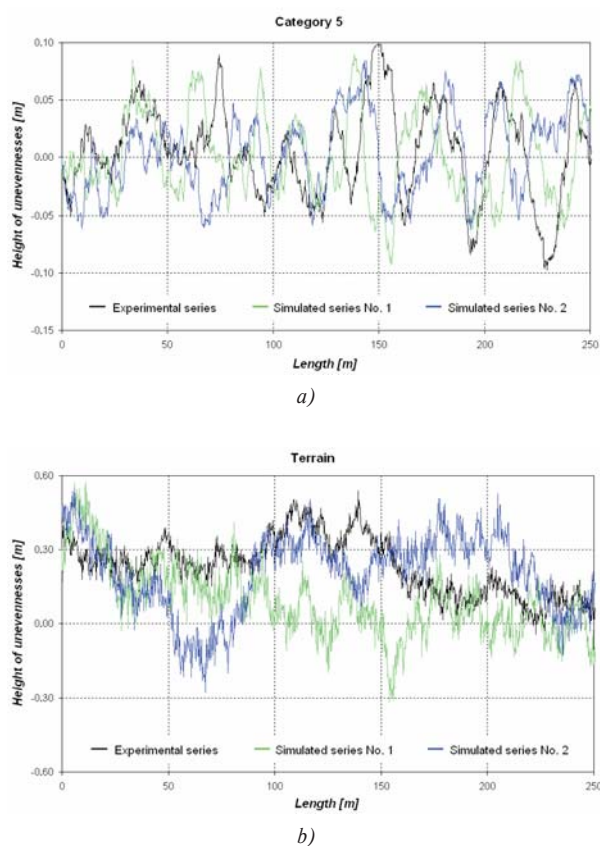 Category 5
Height of unevennesses [m]
0,10
0,05
0,00
-0,05
-0,10
-0,15
Experimental series Simulated series No. 1 Simulated series No. 2
0 50 100 150 200 250
Length [m]
a)
Terrain
Height of unevennesses [m]
0,60
0,30
0,00
-0,30
-0,60
Experimental series Simulated series No. 1 Simulated series No. 2
0 50 100 150 200 250
Length [m]
b)